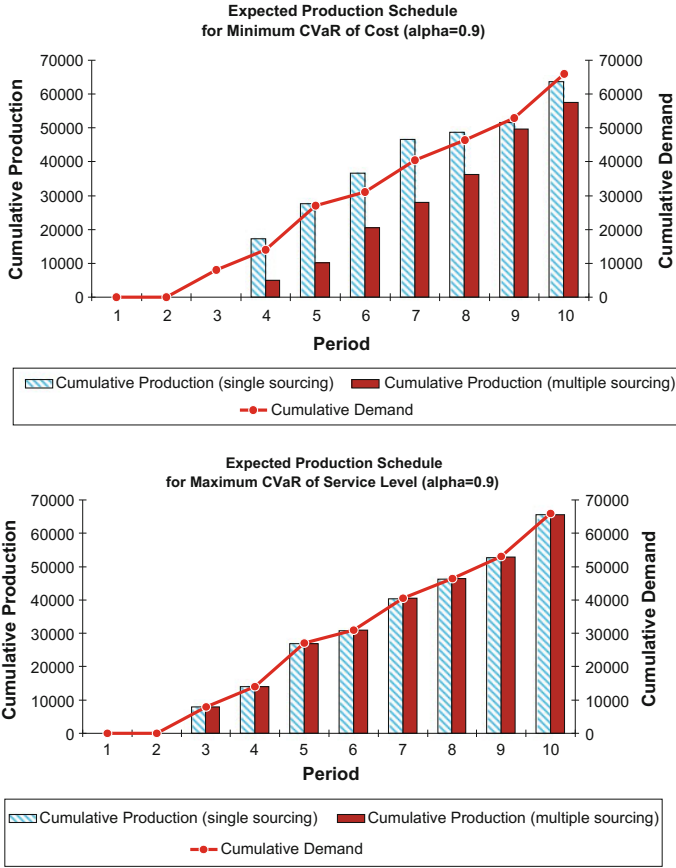 Expected Production Schedule
for Minimum CVaR of Cost (alpha=0.9)
Cumulative Production
70000
60000
50000
40000
30000
20000
10000
0
70000
60000
50000
40000
30000
20000
10000
0
Cumulative Demand
1 2 3 4 5 6 7 8 9 10
Period
Cumulative Production (single sourcing) Cumulative Production (multiple sourcing)
Cumulative Demand
Expected Production Schedule
for Maximum CVaR of Service Level (alpha=0.9)
Cumulative Production
70000
60000
50000
40000
30000
20000
10000
0
70000
60000
50000
40000
30000
20000
10000
0
Cumulative Demand
1 2 3 4 5 6 7 8 9 10
Period
Cumulative Production (single sourcing) Cumulative Production (multiple sourcing)
Cumulative Demand